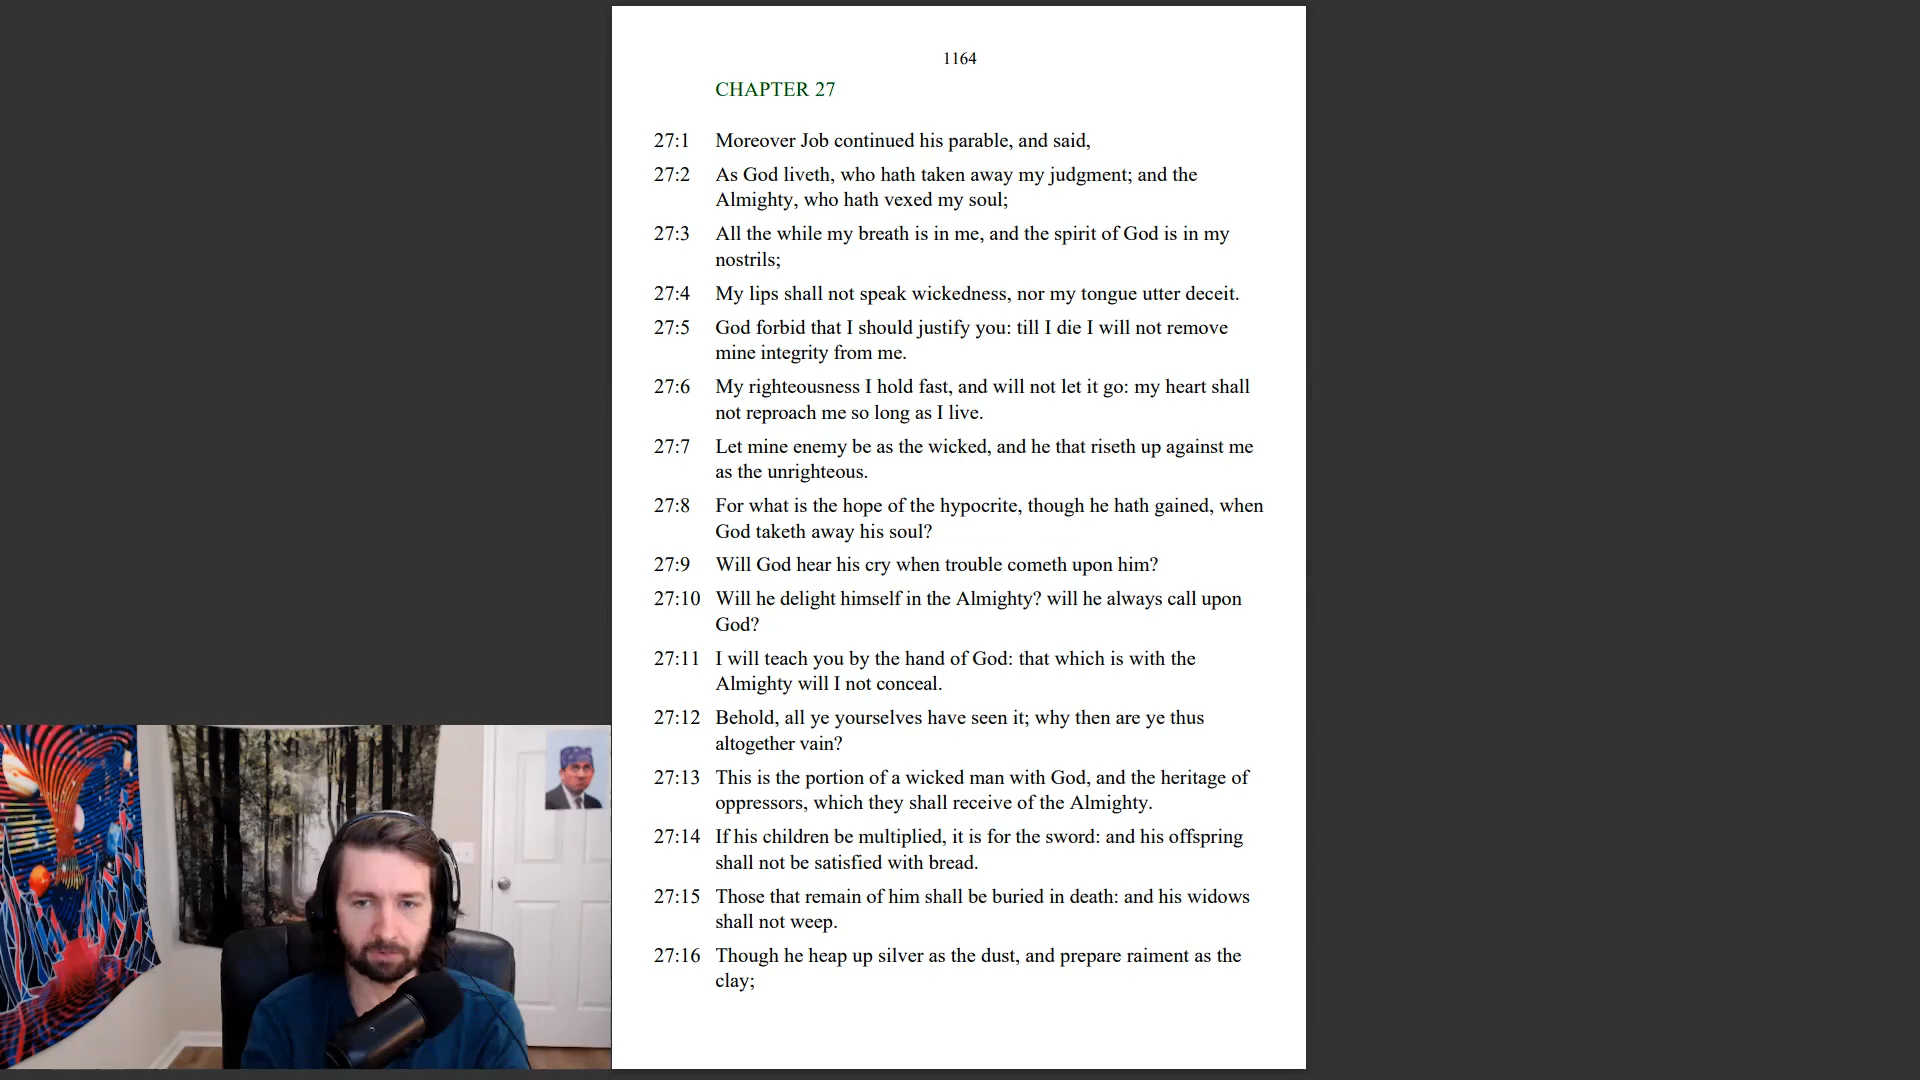 1164
CHAPTER 27
27:1 Moreover Job continued his parable, and said,
27:2 As God liveth, who hath taken away my judgment; and the
Almighty, who hath vexed my soul;
27:3 All the while my breath is in me, and the spirit of God is in my
nostrils;
27:4 My lips shall not speak wickedness, nor my tongue utter deceit.
27:5 God forbid that I should justify you: till I die I will not remove
mine integrity from me.
27:6 My righteousness I hold fast, and will not let it go: my heart shall
not reproach me so long as I live.
27:7 Let mine enemy be as the wicked, and he that riseth up against me
as the unrighteous.
27:8 For what is the hope of the hypocrite, though he hath gained, when
God taketh away his soul?
27:9 Will God hear his cry when trouble cometh upon him?
27:10 Will he delight himself in the Almighty? will he always call upon
God?
27:11 I will teach you by the hand of God: that which is with the
Almighty will I not conceal.
27:12 Behold, all ye yourselves have seen it; why then are ye thus
altogether vain?
27:13 This is the portion of a wicked man with God, and the heritage of
oppressors, which they shall receive of the Almighty.
27:14 If his children be multiplied, it is for the sword: and his offspring
shall not be satisfied with bread.
27:15 Those that remain of him shall be buried in death: and his widows
shall not weep.
27:16 Though he heap up silver as the dust, and prepare raiment as the
clay;